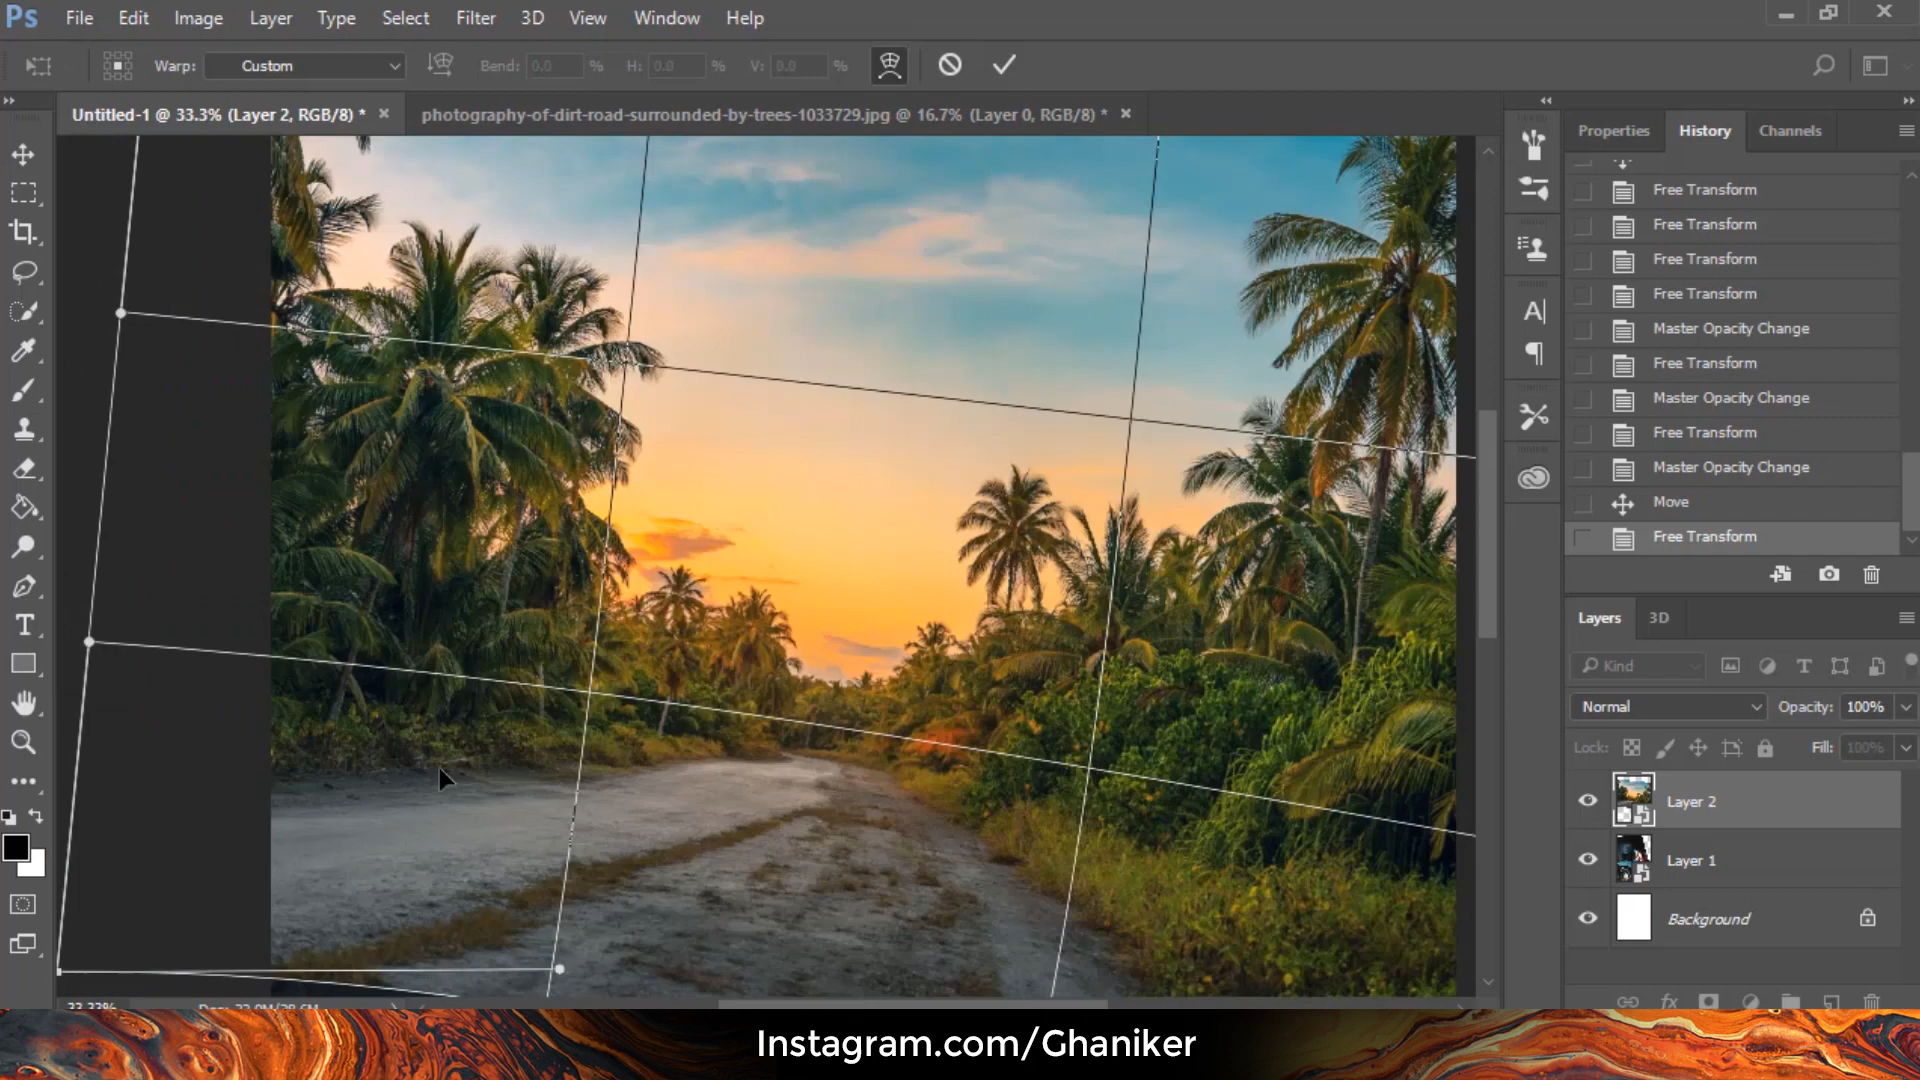 Ps File Edit Image Layer Type Select Filter 3D View Window Help
Warp: Custom Bend: 0.0 % H: 0.0 % V: 0.0 %
Untitled-1 @ 33.3% (Layer 2, RGB/8) * × photography-of-dirt-road-surrounded-by-trees-1033729.jpg @ 16.7% (Layer 0, RGB/8) * ×
Properties History Channels
Free Transform
Free Transform
Free Transform
Free Transform
Master Opacity Change
Free Transform
Master Opacity Change
Free Transform
Master Opacity Change
Move
Free Transform
Layers 3D
Kind
Normal Opacity: 100%
Lock: Fill: 100%
Layer 2
Layer 1
Background
33.33%
Instagram.com/Ghaniker